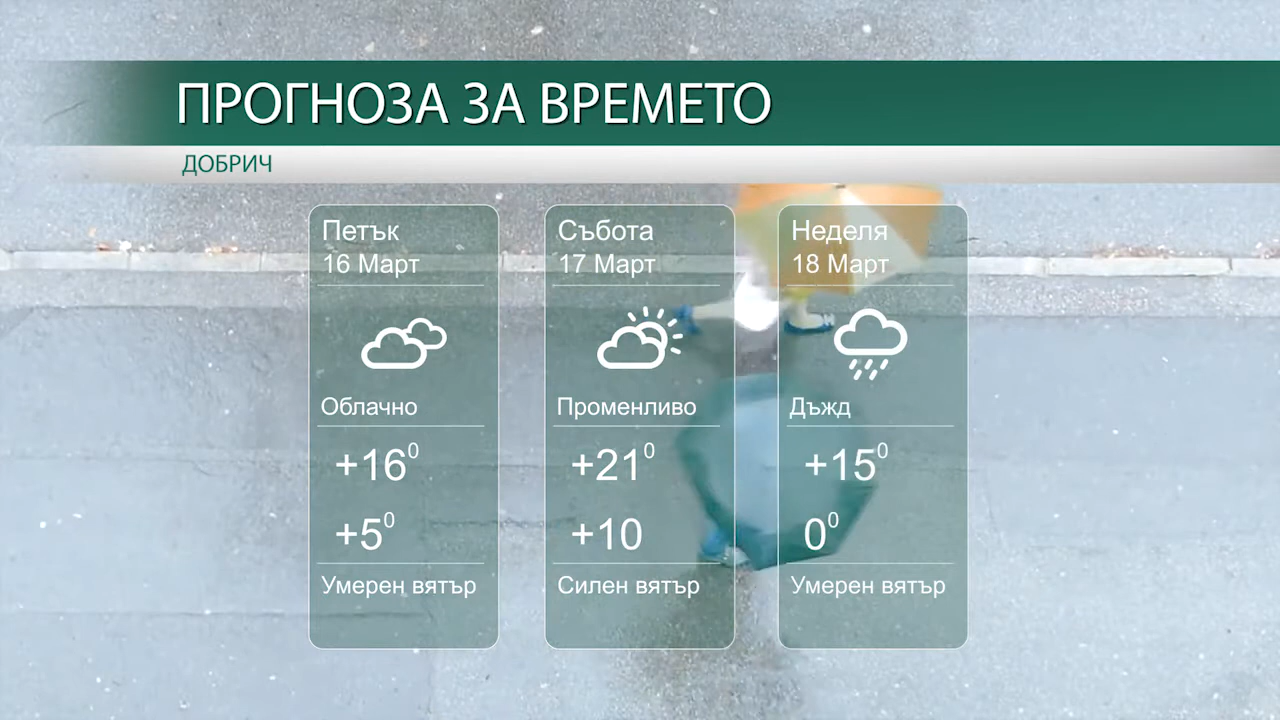 ПРОГНОЗА ЗА ВРЕМЕТО
ДОБРИЧ
Петък
16 Март
Облачно
+16⁰
+5⁰
Умерен вятър
Събота
17 Март
Променливо
+21⁰
+10
Силен вятър
Неделя
18 Март
Дъжд
+15⁰
0⁰
Умерен вятър